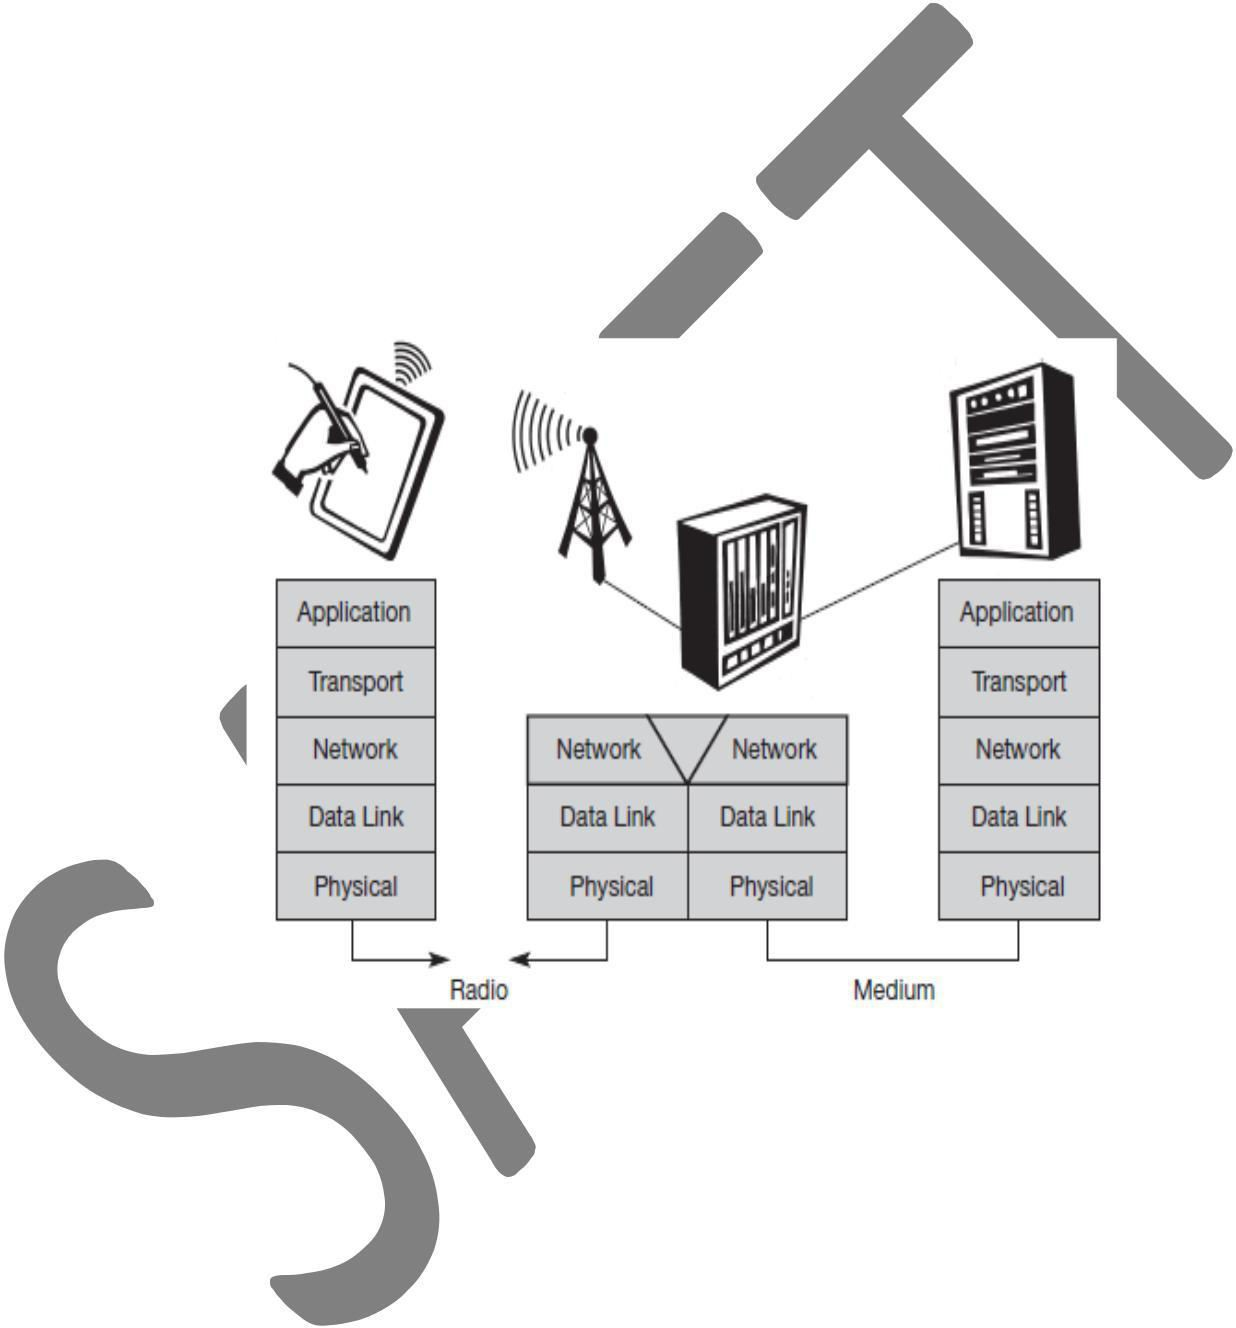 Application
Transport
Network
Data Link
Physical
Network Network
Data Link Data Link
Physical Physical
Application
Transport
Network
Data Link
Physical
Radio
Medium